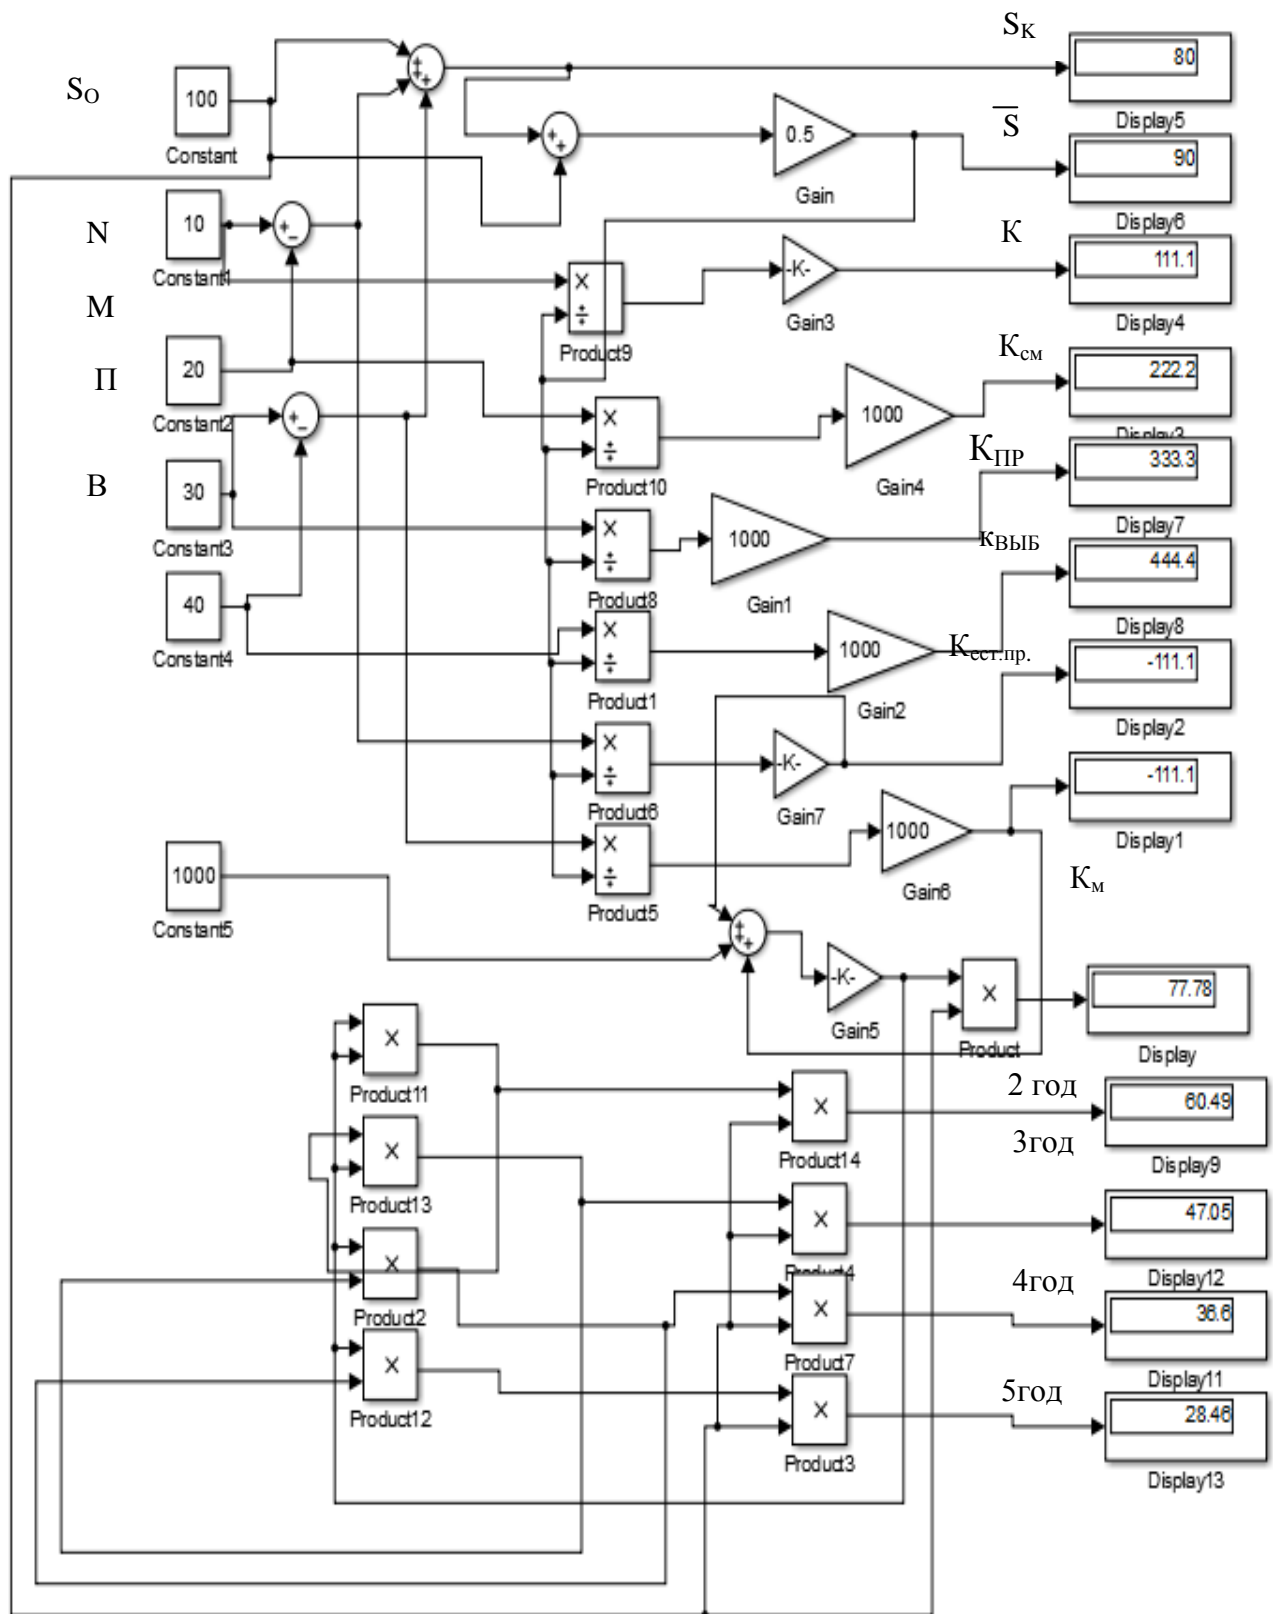 S_K
80
Display5
S_O
100
Constant
0.5
Gain
S̅
90
Display6
N
10
Constant1
К
111.1
Display4
-K-
Gain3
Product9
М
П
20
Constant2
К_см
222.2
Display3
1000
Gain4
Product10
В
30
Constant3
К_ПР
333.3
Display7
1000
Gain1
Product8
к_ВЫБ
444.4
Display8
40
Constant4
1000
Gain2
Product1
К_ест.пр.
-111.1
Display2
-K-
Gain7
Product6
-111.1
Display1
1000
Gain6
Product5
К_м
1000
Constant5
-K-
Gain5
Product
77.78
Display
Product11
2 год
60.49
Display9
Product14
3год
Product13
47.05
Display12
Product4
Product2
4год
36.6
Display11
Product7
Product12
5год
28.46
Display13
Product3